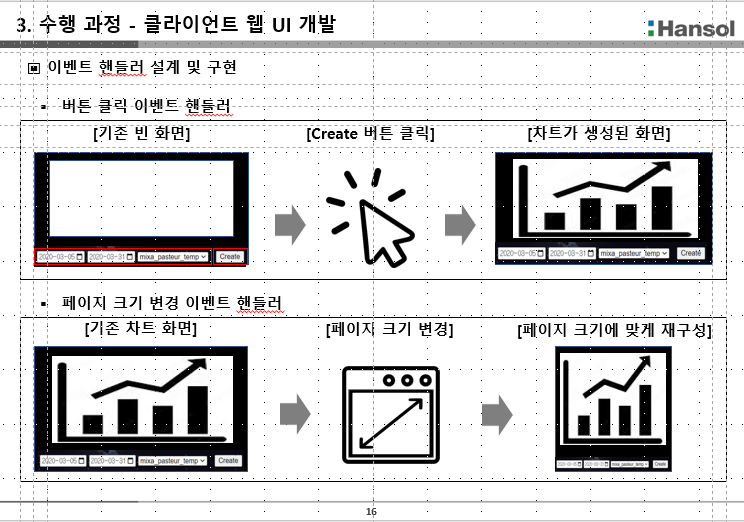 3. 수행 과정 - 클라이언트 웹 UI 개발
Hansol
이벤트 핸들러 설계 및 구현
버튼 클릭 이벤트 핸들러
[기존 빈 화면] [Create 버튼 클릭] [차트가 생성된 화면]
2020-03-05 2020-03-31 mixa_pasteur_temp Create
2020-03-05 2020-03-31 mixa_pasteur_temp Create
페이지 크기 변경 이벤트 핸들러
[기존 차트 화면] [페이지 크기 변경] [페이지 크기에 맞게 재구성]
2020-03-05 2020-03-31 mixa_pasteur_temp Create
2020-03-05 2020-03-31 mixa_pasteur_temp Create
16